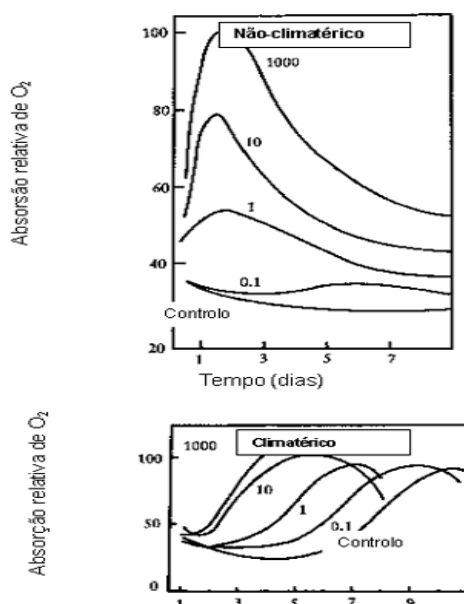 Não-climatérico
Absorsão relativa de O₂
100
80
60
40
20
1000
10
1
0.1
Controlo
1 3 5 7
Tempo (dias)
Climatérico
Absorção relativa de O₂
100
50
0
1000
10
1
0.1
Controlo
1 3 5 7 9